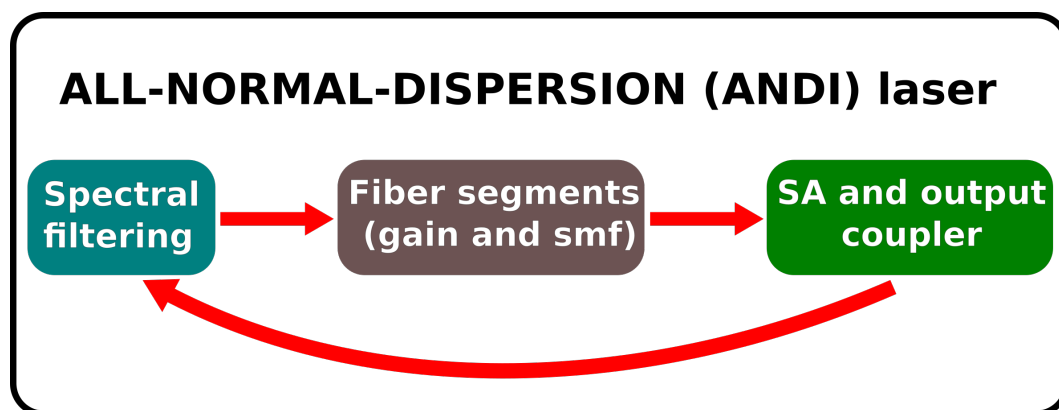 ALL-NORMAL-DISPERSION (ANDI) laser
Spectral
filtering
Fiber segments
(gain and smf)
SA and output
coupler